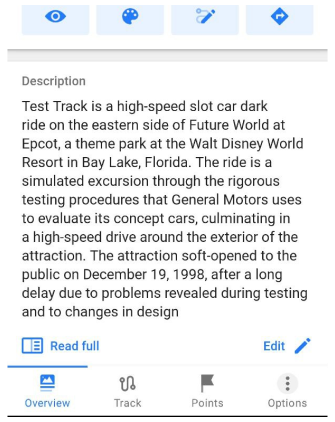 Description
Test Track is a high-speed slot car dark
ride on the eastern side of Future World at
Epcot, a theme park at the Walt Disney World
Resort in Bay Lake, Florida. The ride is a
simulated excursion through the rigorous
testing procedures that General Motors uses
to evaluate its concept cars, culminating in
a high-speed drive around the exterior of the
attraction. The attraction soft-opened to the
public on December 19, 1998, after a long
delay due to problems revealed during testing
and to changes in design
Read full Edit
Overview Track Points Options